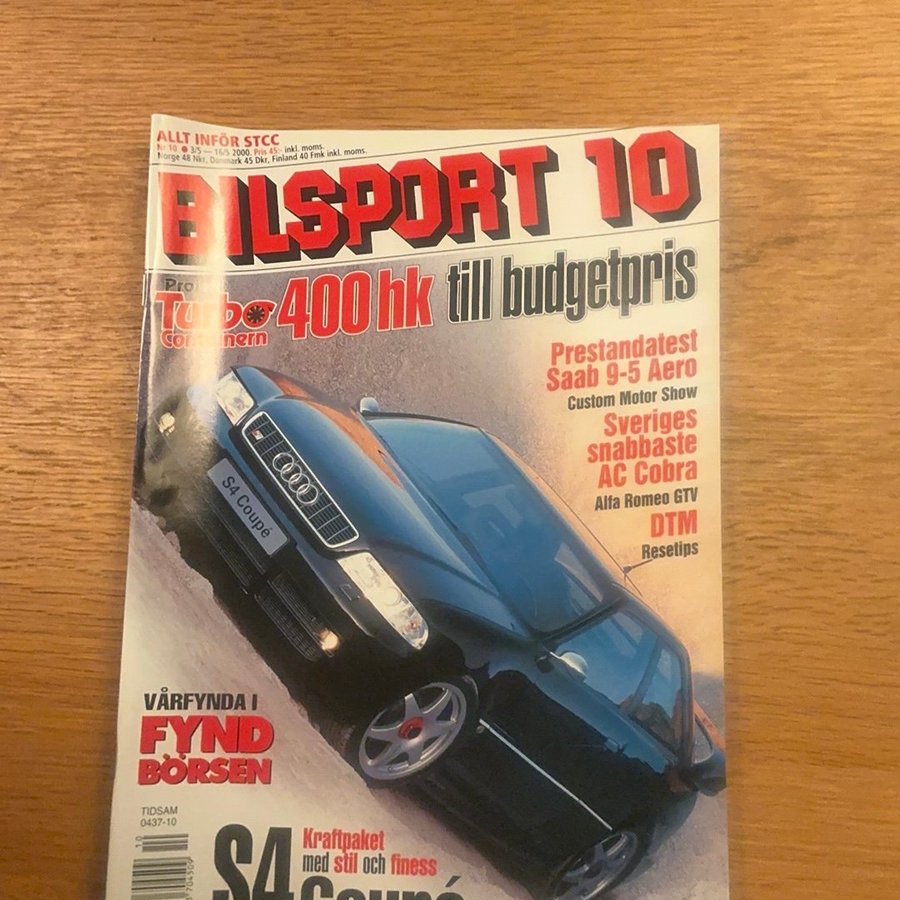 ALLT INFÖR STCC
Nr 10 ● 3/5 — 16/5 2000. Pris 45:- inkl. moms.
Norge 48 Nkr, Danmark 45 Dkr, Finland 40 Fmk inkl. moms.
BILSPORT 10
Turbo
400 hk till budgetpris
Prestandatest
Saab 9-5 Aero
Custom Motor Show
Sveriges
snabbaste
AC Cobra
Alfa Romeo GTV
DTM
Resetips
S4 Coupé
VÅRFYNDA I
FYND
BÖRSEN
TIDSAM
0437-10
S4
Kraftpaket
med stil och finess
Coupé